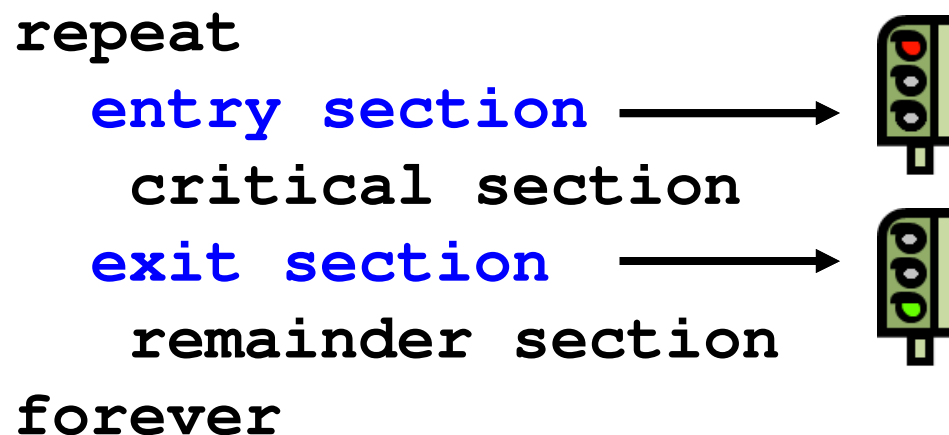 repeat
entry section
critical section
exit section
remainder section
forever